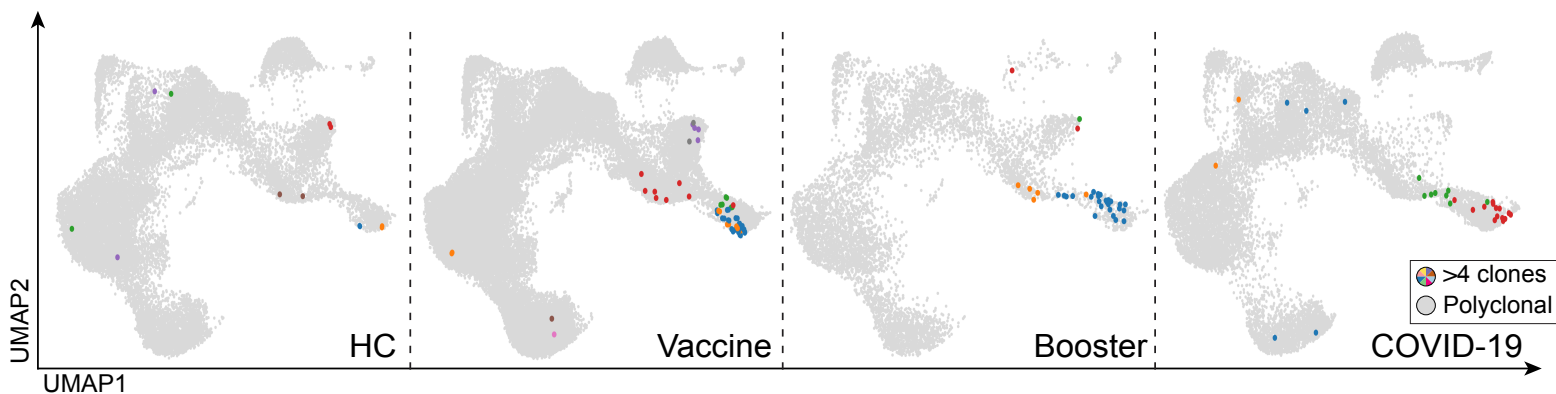 UMAP2
HC
Vaccine
Booster
COVID-19
>4 clones
Polyclonal
UMAP1